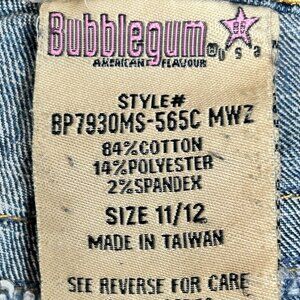 Bubblegum USA
AMERICAN FLAVOUR
STYLE#
BP7930MS-565C MWZ
84%COTTON
14%POLYESTER
2%SPANDEX
SIZE 11/12
MADE IN TAIWAN
SEE REVERSE FOR CARE